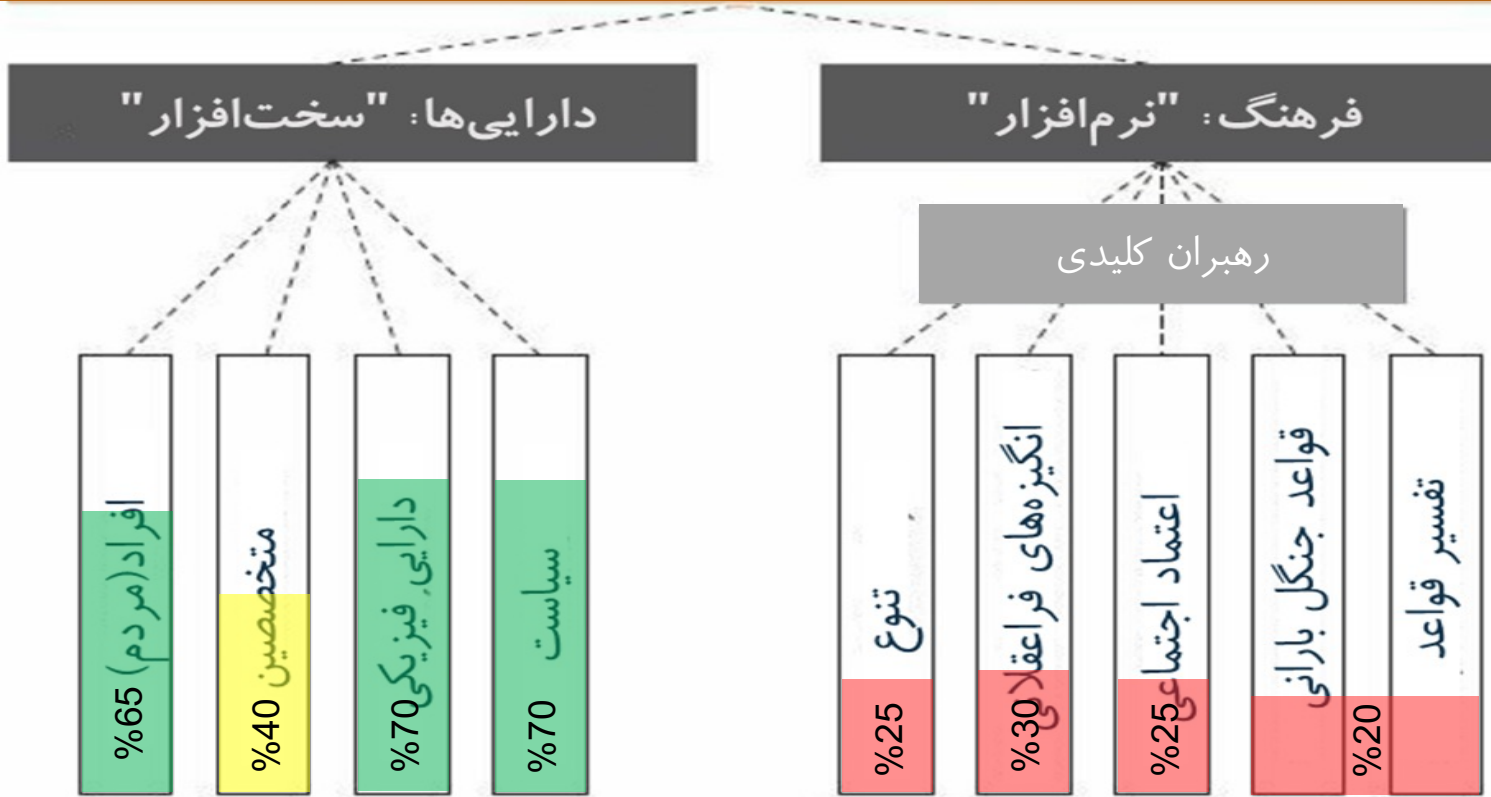 فرهنگ: "نرم‌افزار"
دارایی‌ها: "سخت‌افزار"
رهبران کلیدی
تفسیر قواعد
قواعد جنگل بارانی
%20
اعتماد اجتماعی
%25
انگیزه‌های فراعقلایی
%30
تنوع
%25
سیاست
%70
دارایی فیزیکی
%70
متخصصین
%40
افراد(مردم)
%65